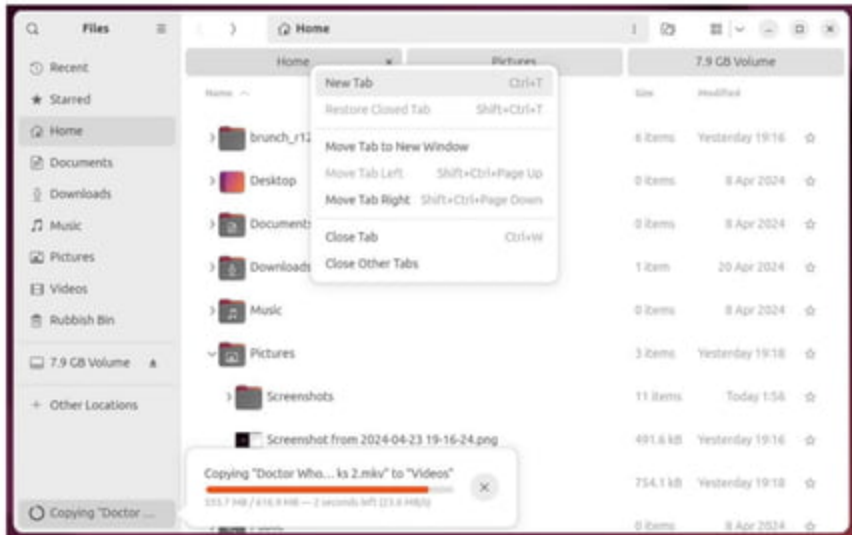 Files
Home
Recent
Starred
Home
Documents
Downloads
Music
Pictures
Videos
Rubbish Bin
7.9 GB Volume
+ Other Locations
Copying "Doctor ...
Home
Pictures
7.9 GB Volume
Name
Size
Modified
brunch_r12
6 items Yesterday 19:16
Desktop
0 items 8 Apr 2024
Documents
0 items 8 Apr 2024
Downloads
1 item 20 Apr 2024
Music
0 items 8 Apr 2024
Pictures
3 items Yesterday 19:18
Screenshots
11 items Today 1:56
Screenshot from 2024-04-23 19-16-24.png
491.6 kB Yesterday 19:16
754.1 kB Yesterday 19:18
0 items 8 Apr 2024
New Tab Ctrl+T
Restore Closed Tab Shift+Ctrl+T
Move Tab to New Window
Move Tab Left Shift+Ctrl+Page Up
Move Tab Right Shift+Ctrl+Page Down
Close Tab Ctrl+W
Close Other Tabs
Copying "Doctor Who... ks 2.mkv" to "Videos"
2 seconds left